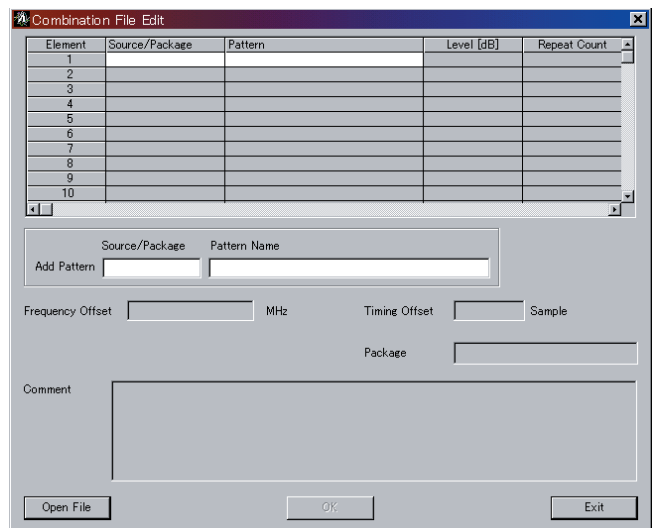 Combination File Edit
Element Source/Package Pattern Level [dB] Repeat Count
1
2
3
4
5
6
7
8
9
10
Source/Package Pattern Name
Add Pattern
Frequency Offset MHz Timing Offset Sample
Package
Comment
Open File OK Exit